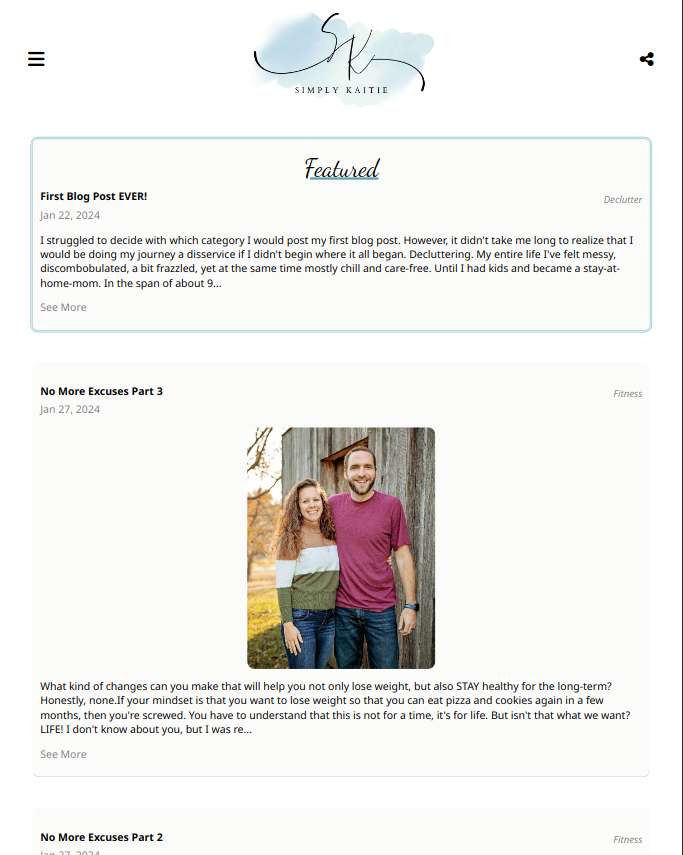 SK
SIMPLY KAITIE
Featured
First Blog Post EVER!
Declutter
Jan 22, 2024
I struggled to decide with which category I would post my first blog post. However, it didn't take me long to realize that I
would be doing my journey a disservice if I didn't begin where it all began. Decluttering. My entire life I've felt messy,
discombobulated, a bit frazzled, yet at the same time mostly chill and care-free. Until I had kids and became a stay-at-
home-mom. In the span of about 9...
See More
No More Excuses Part 3
Fitness
Jan 27, 2024
What kind of changes can you make that will help you not only lose weight, but also STAY healthy for the long-term?
Honestly, none.If your mindset is that you want to lose weight so that you can eat pizza and cookies again in a few
months, then you're screwed. You have to understand that this is not for a time, it's for life. But isn't that what we want?
LIFE! I don't know about you, but I was re...
See More
No More Excuses Part 2
Fitness
Jan 27, 2024